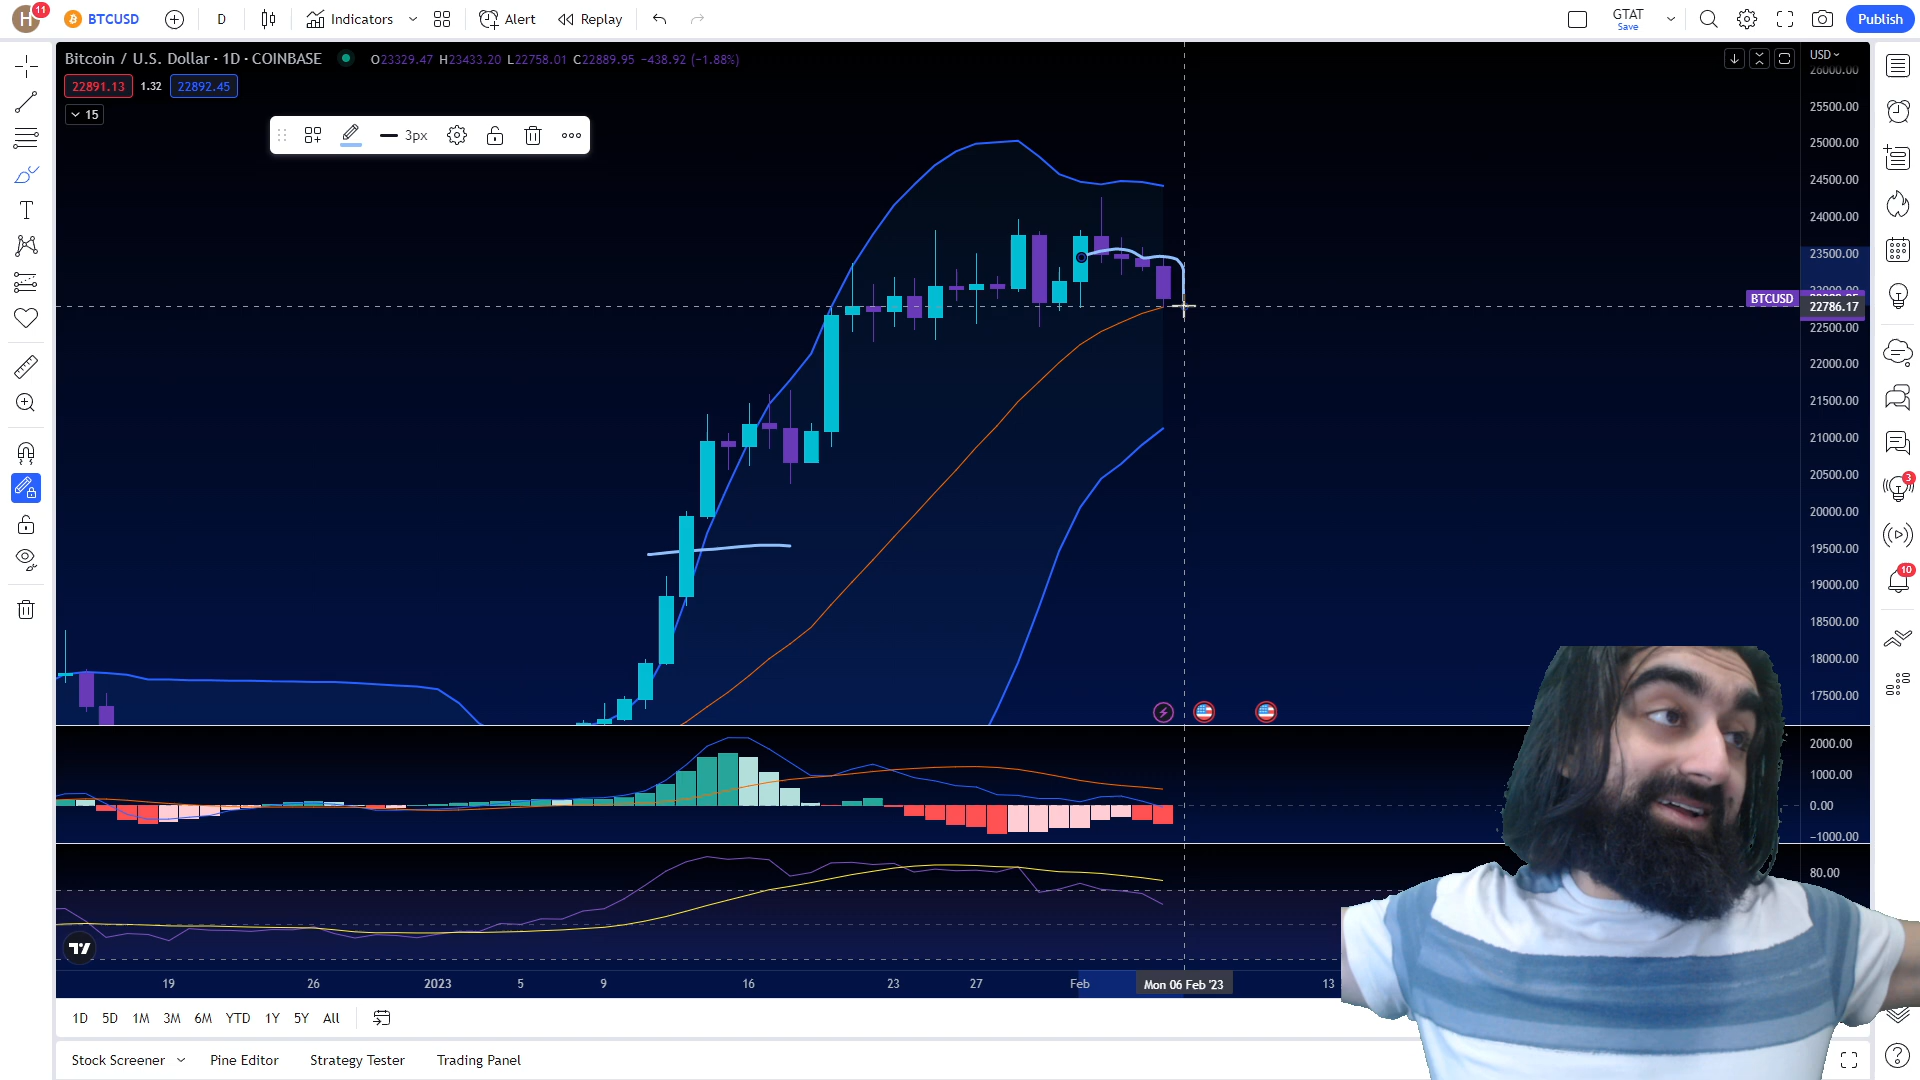 H 11 BTCUSD D Indicators Alert Replay GTAT Save Publish
Bitcoin / U.S. Dollar · 1D · COINBASE O23329.47 H23433.20 L22758.01 C22889.95 −438.92 (−1.88%)
USD
22891.13 1.32 22892.45
15
3px
26000.00
25500.00
25000.00
24500.00
24000.00
23500.00
BTCUSD
22786.17
22500.00
22000.00
21500.00
21000.00
20500.00
20000.00
19500.00
19000.00
18500.00
18000.00
17500.00
2000.00
1000.00
0.00
−1000.00
80.00
3
10
19 26 2023 5 9 16 23 27 Feb Mon 06 Feb '23 13
1D 5D 1M 3M 6M YTD 1Y 5Y All
Stock Screener Pine Editor Strategy Tester Trading Panel